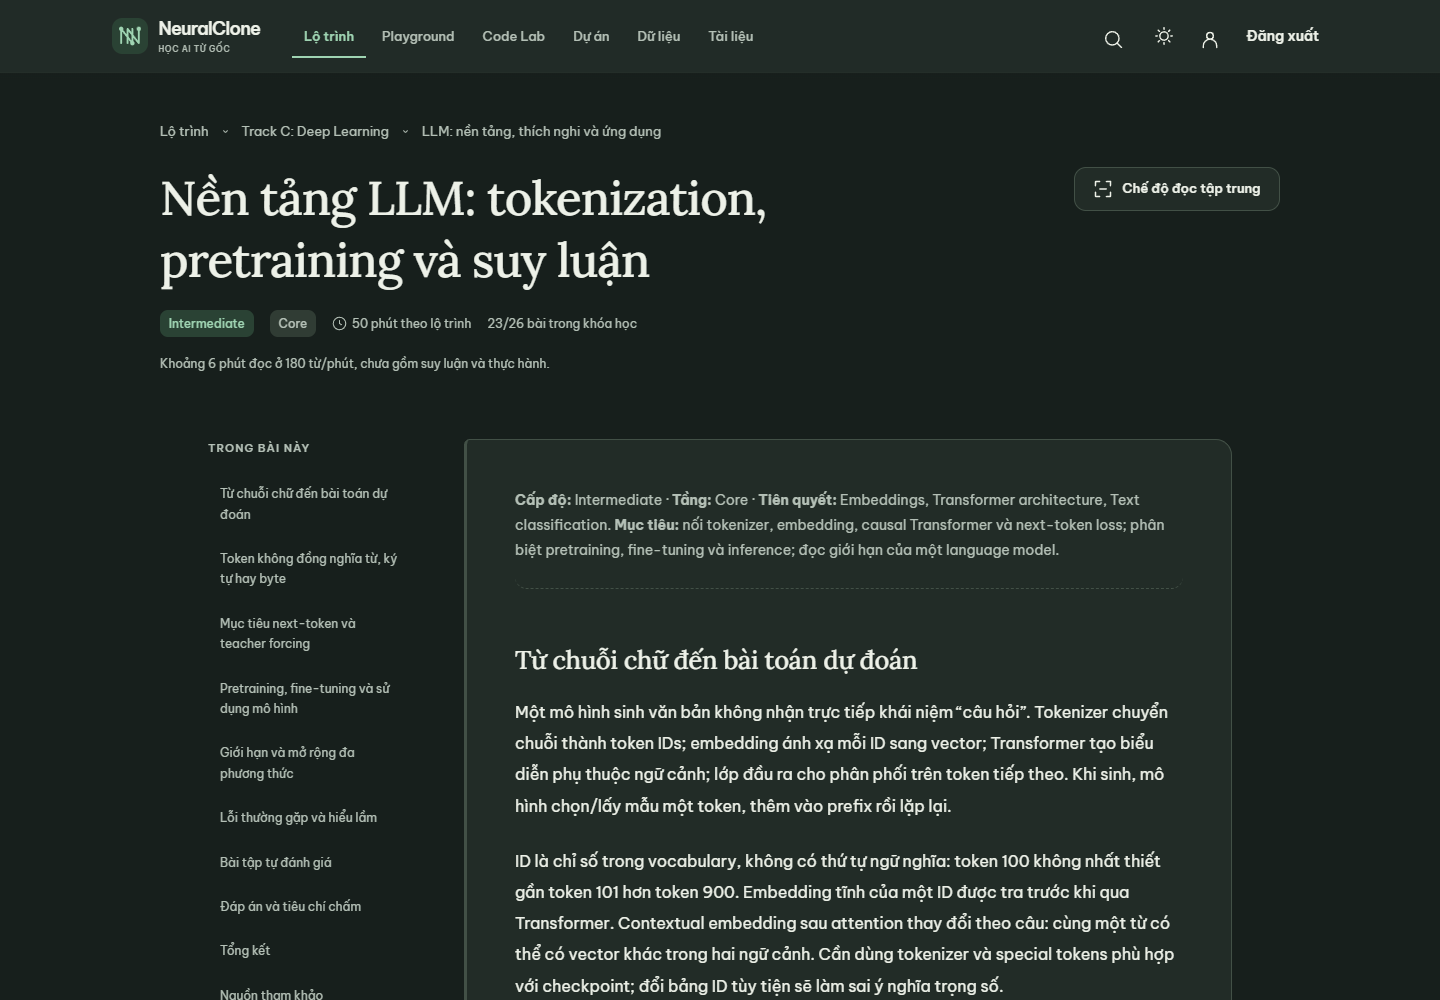 NeuralClone
HỌC AI TỪ GỐC
Lộ trình
Playground
Code Lab
Dự án
Dữ liệu
Tài liệu
Đăng xuất
Lộ trình
Track C: Deep Learning
LLM: nền tảng, thích nghi và ứng dụng
Nền tảng LLM: tokenization,
pretraining và suy luận
Chế độ đọc tập trung
Intermediate
Core
50 phút theo lộ trình
23/26 bài trong khóa học
Khoảng 6 phút đọc ở 180 từ/phút, chưa gồm suy luận và thực hành.
TRONG BÀI NÀY
Từ chuỗi chữ đến bài toán dự
đoán
Token không đồng nghĩa từ, ký
tự hay byte
Mục tiêu next-token và
teacher forcing
Pretraining, fine-tuning và sử
dụng mô hình
Giới hạn và mở rộng đa
phương thức
Lỗi thường gặp và hiểu lầm
Bài tập tự đánh giá
Đáp án và tiêu chí chấm
Tổng kết
Nguồn tham khảo
Cấp độ: Intermediate · Tầng: Core · Tiên quyết: Embeddings, Transformer architecture, Text
classification. Mục tiêu: nối tokenizer, embedding, causal Transformer và next-token loss; phân
biệt pretraining, fine-tuning và inference; đọc giới hạn của một language model.
Từ chuỗi chữ đến bài toán dự đoán
Một mô hình sinh văn bản không nhận trực tiếp khái niệm “câu hỏi”. Tokenizer chuyển
chuỗi thành token IDs; embedding ánh xạ mỗi ID sang vector; Transformer tạo biểu
diễn phụ thuộc ngữ cảnh; lớp đầu ra cho phân phối trên token tiếp theo. Khi sinh, mô
hình chọn/lấy mẫu một token, thêm vào prefix rồi lặp lại.
ID là chỉ số trong vocabulary, không có thứ tự ngữ nghĩa: token 100 không nhất thiết
gần token 101 hơn token 900. Embedding tĩnh của một ID được tra trước khi qua
Transformer. Contextual embedding sau attention thay đổi theo câu: cùng một từ có
thể có vector khác trong hai ngữ cảnh. Cần dùng tokenizer và special tokens phù hợp
với checkpoint; đổi bảng ID tùy tiện sẽ làm sai ý nghĩa trọng số.